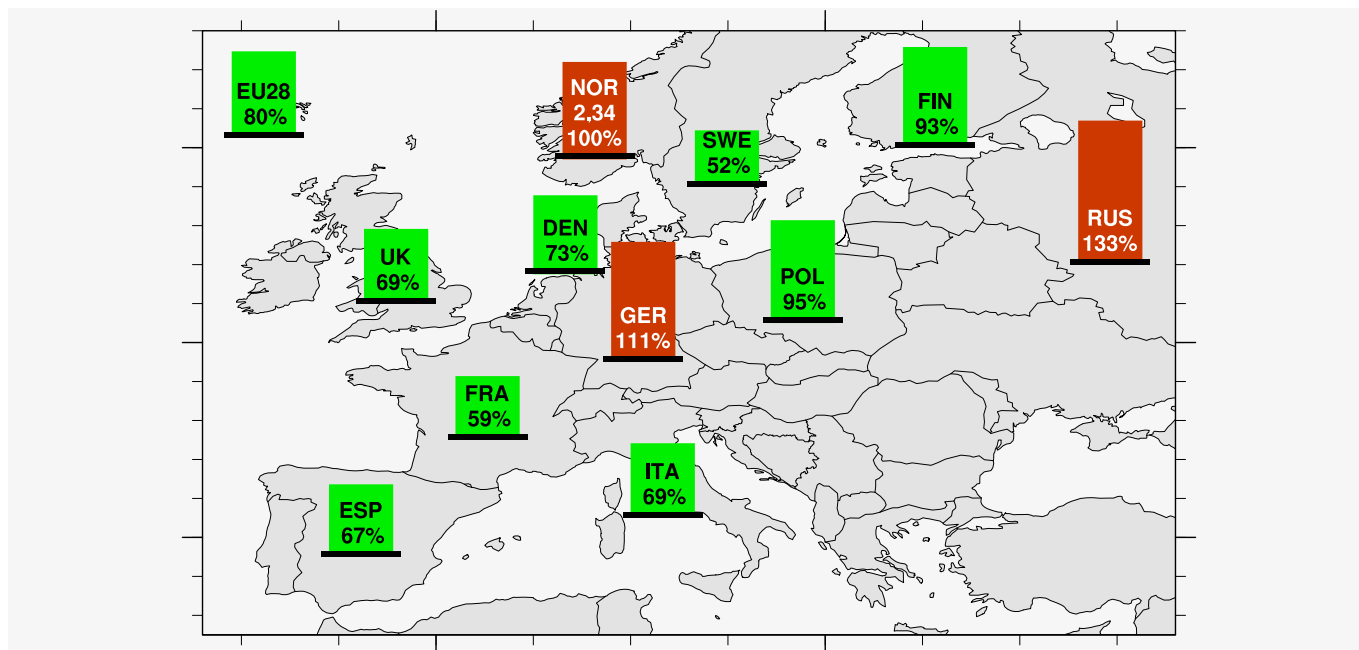 EU28
80%
NOR
2,34
100%
FIN
93%
SWE
52%
RUS
133%
DEN
73%
UK
69%
POL
95%
GER
111%
FRA
59%
ITA
69%
ESP
67%